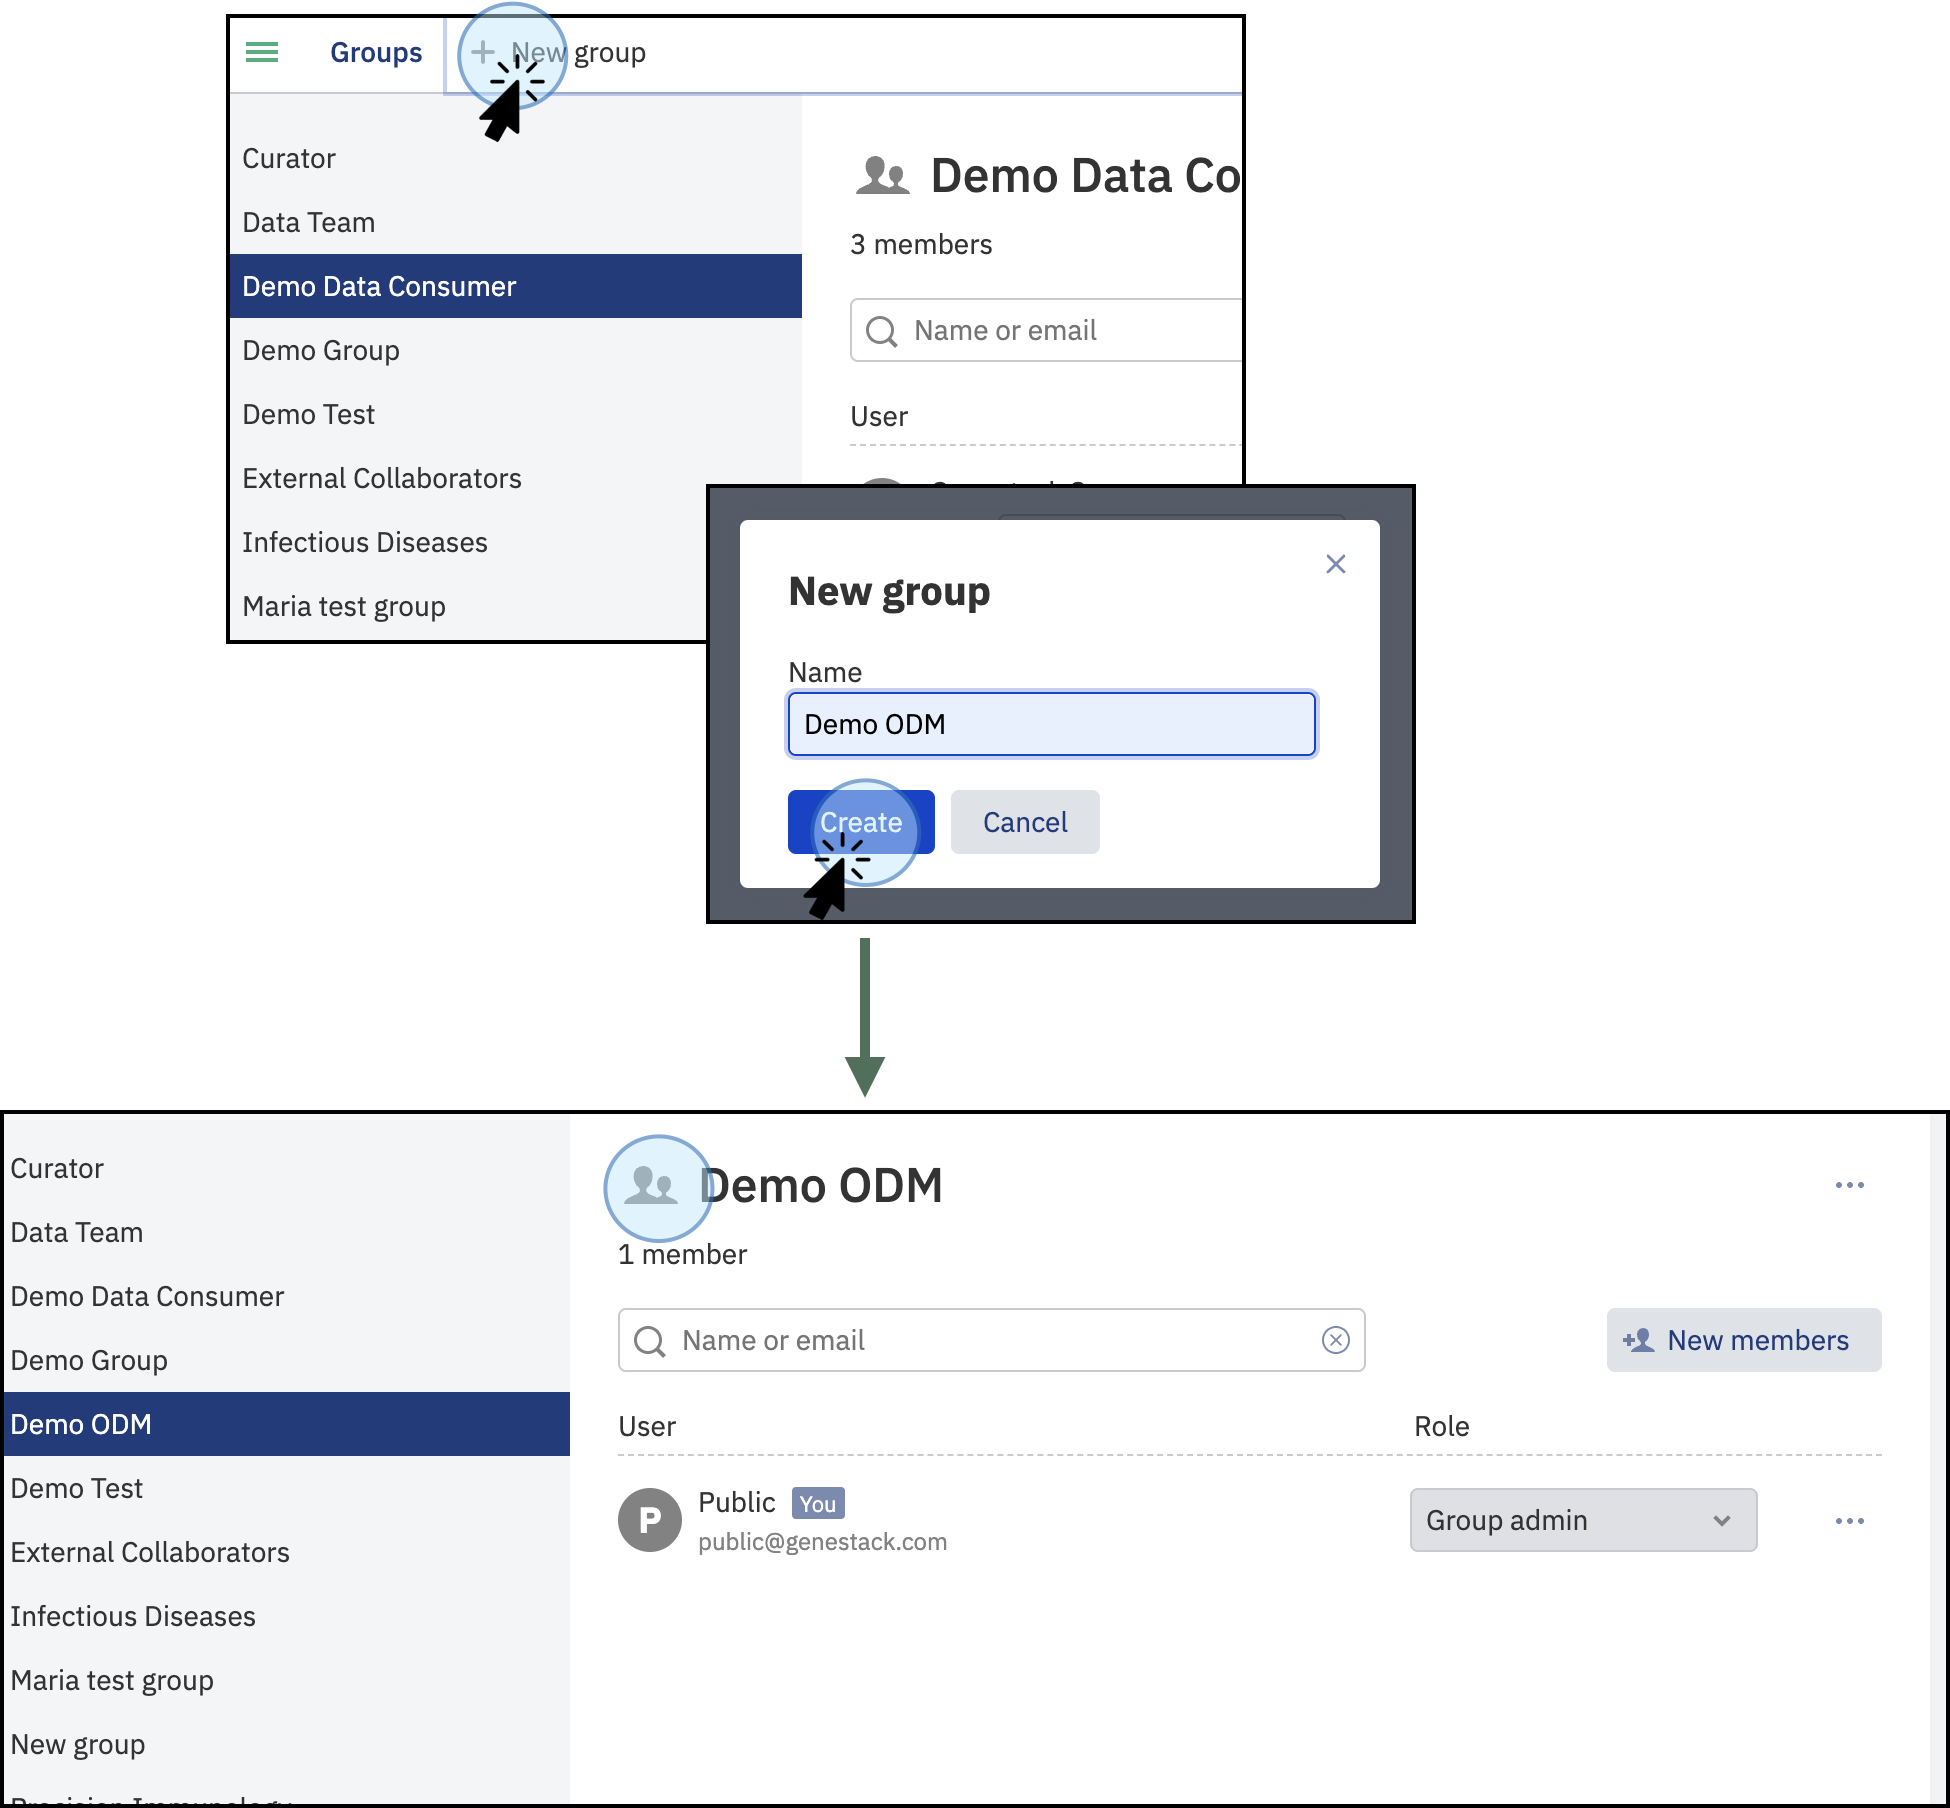 Groups
New group
Curator
Data Team
Demo Data Consumer
Demo Group
Demo Test
External Collaborators
Infectious Diseases
Maria test group
Demo Data Co
3 members
Name or email
User
New group
Name
Demo ODM
Create
Cancel
Curator
Data Team
Demo Data Consumer
Demo Group
Demo ODM
Demo Test
External Collaborators
Infectious Diseases
Maria test group
New group
Precision Immunology
Demo ODM
1 member
Name or email
New members
User
Role
P
Public You
public@genestack.com
Group admin